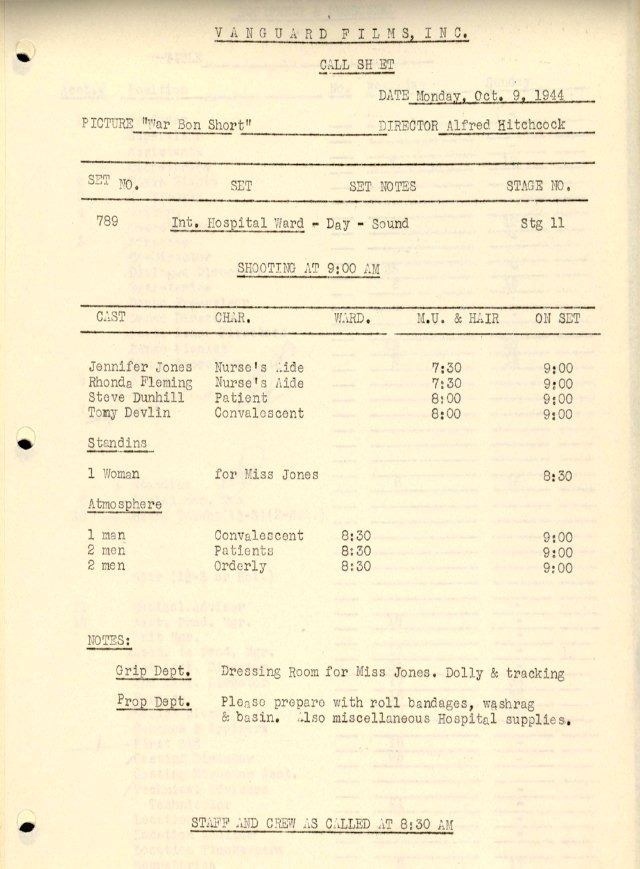 VANGUARD FILMS, INC.
CALL SH ET
DATE Monday, Oct. 9, 1944
PICTURE "War Bon Short" DIRECTOR Alfred Hitchcock
SET NO. SET SET NOTES STAGE NO.
789 Int. Hospital Ward - Day - Sound Stg 11
SHOOTING AT 9:00 AM
CAST CHAR. WARD. M.U. & HAIR ON SET
Jennifer Jones Nurse's Aide 7:30 9:00
Rhonda Fleming Nurse's Aide 7:30 9:00
Steve Dunhill Patient 8:00 9:00
Tomy Devlin Convalescent 8:00 9:00
Standins
1 Woman for Miss Jones 8:30
Atmosphere
1 man Convalescent 8:30 9:00
2 men Patients 8:30 9:00
2 men Orderly 8:30 9:00
NOTES:
Grip Dept. Dressing Room for Miss Jones. Dolly & tracking
Prop Dept. Please prepare with roll bandages, washrag
& basin. Also miscellaneous Hospital supplies.
STAFF AND CREW AS CALLED AT 8:30 AM